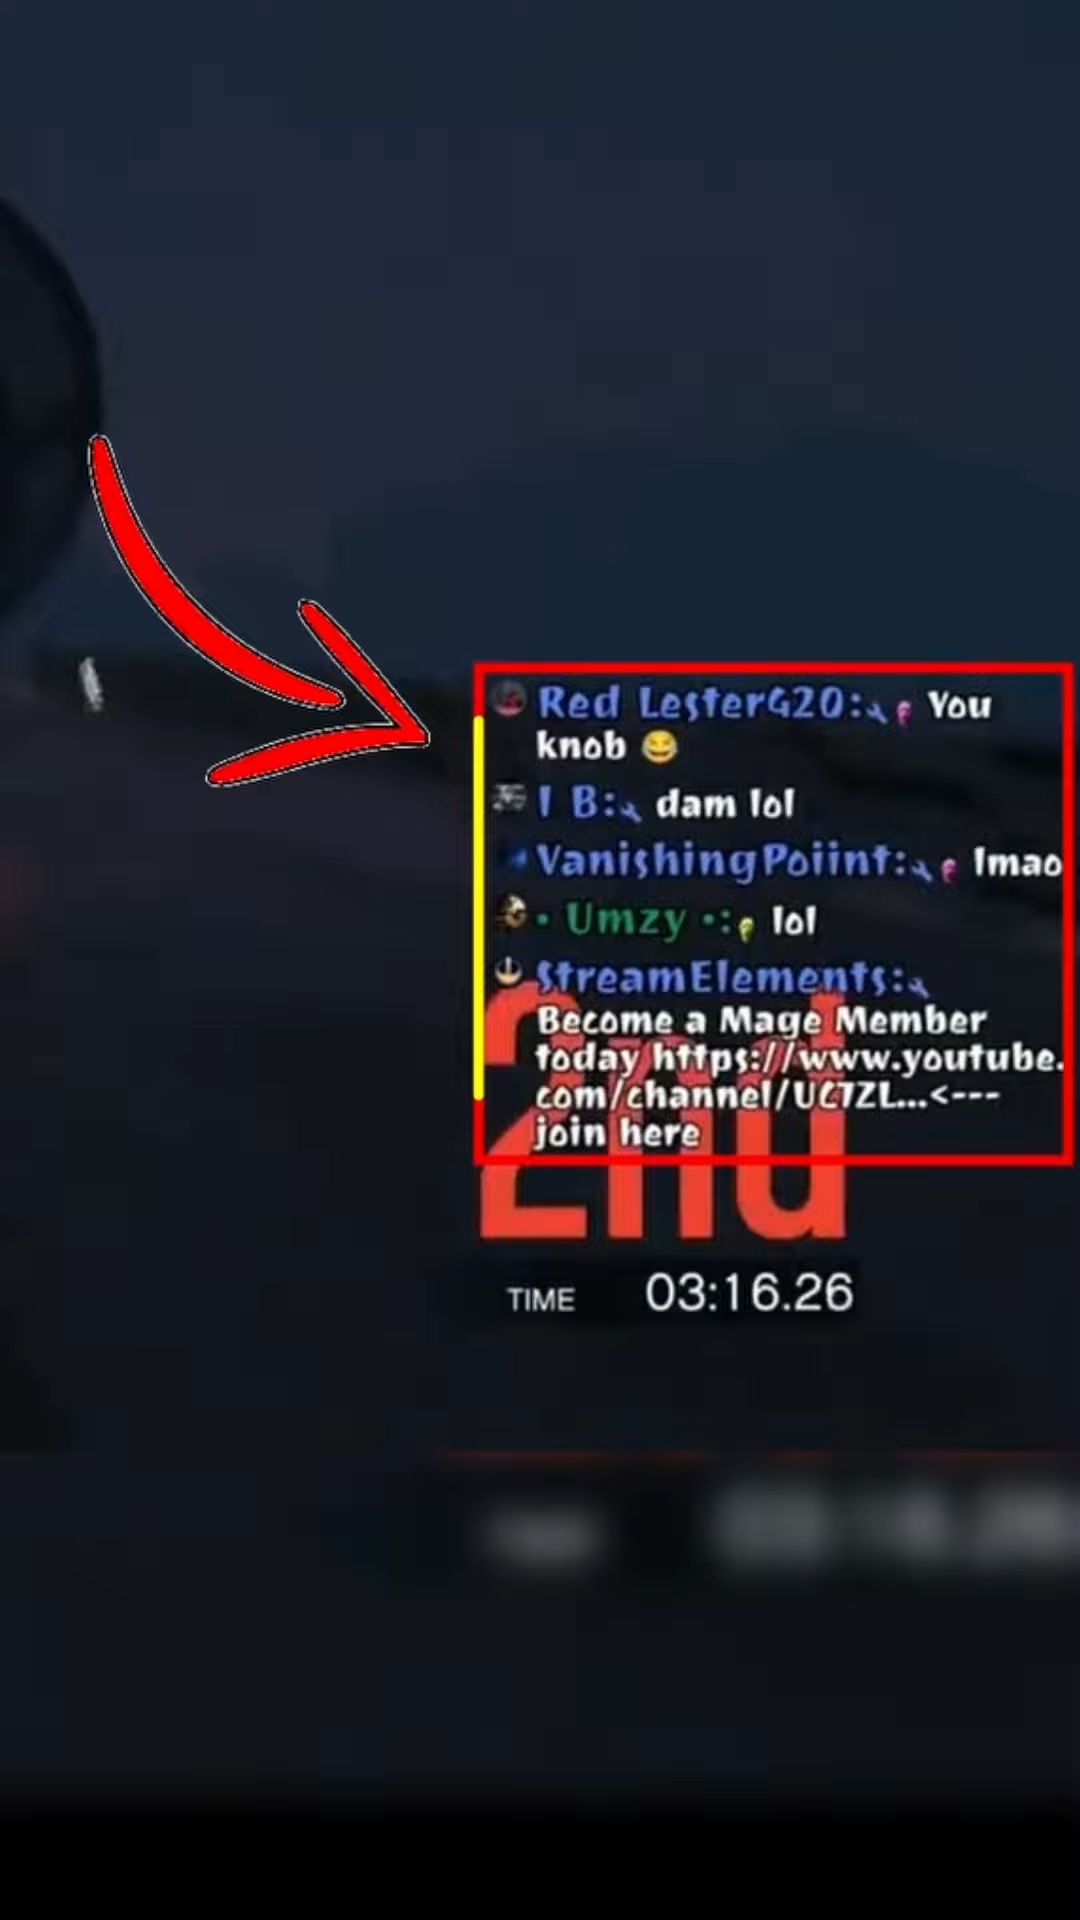 Red Lester420: You
knob 😂
I B: dam lol
VanishingPoiint: lmao
• Umzy •: lol
StreamElements:
Become a Mage Member
today https://www.youtube.
com/channel/UC7ZL...<---
join here
2nd
TIME 03:16.26